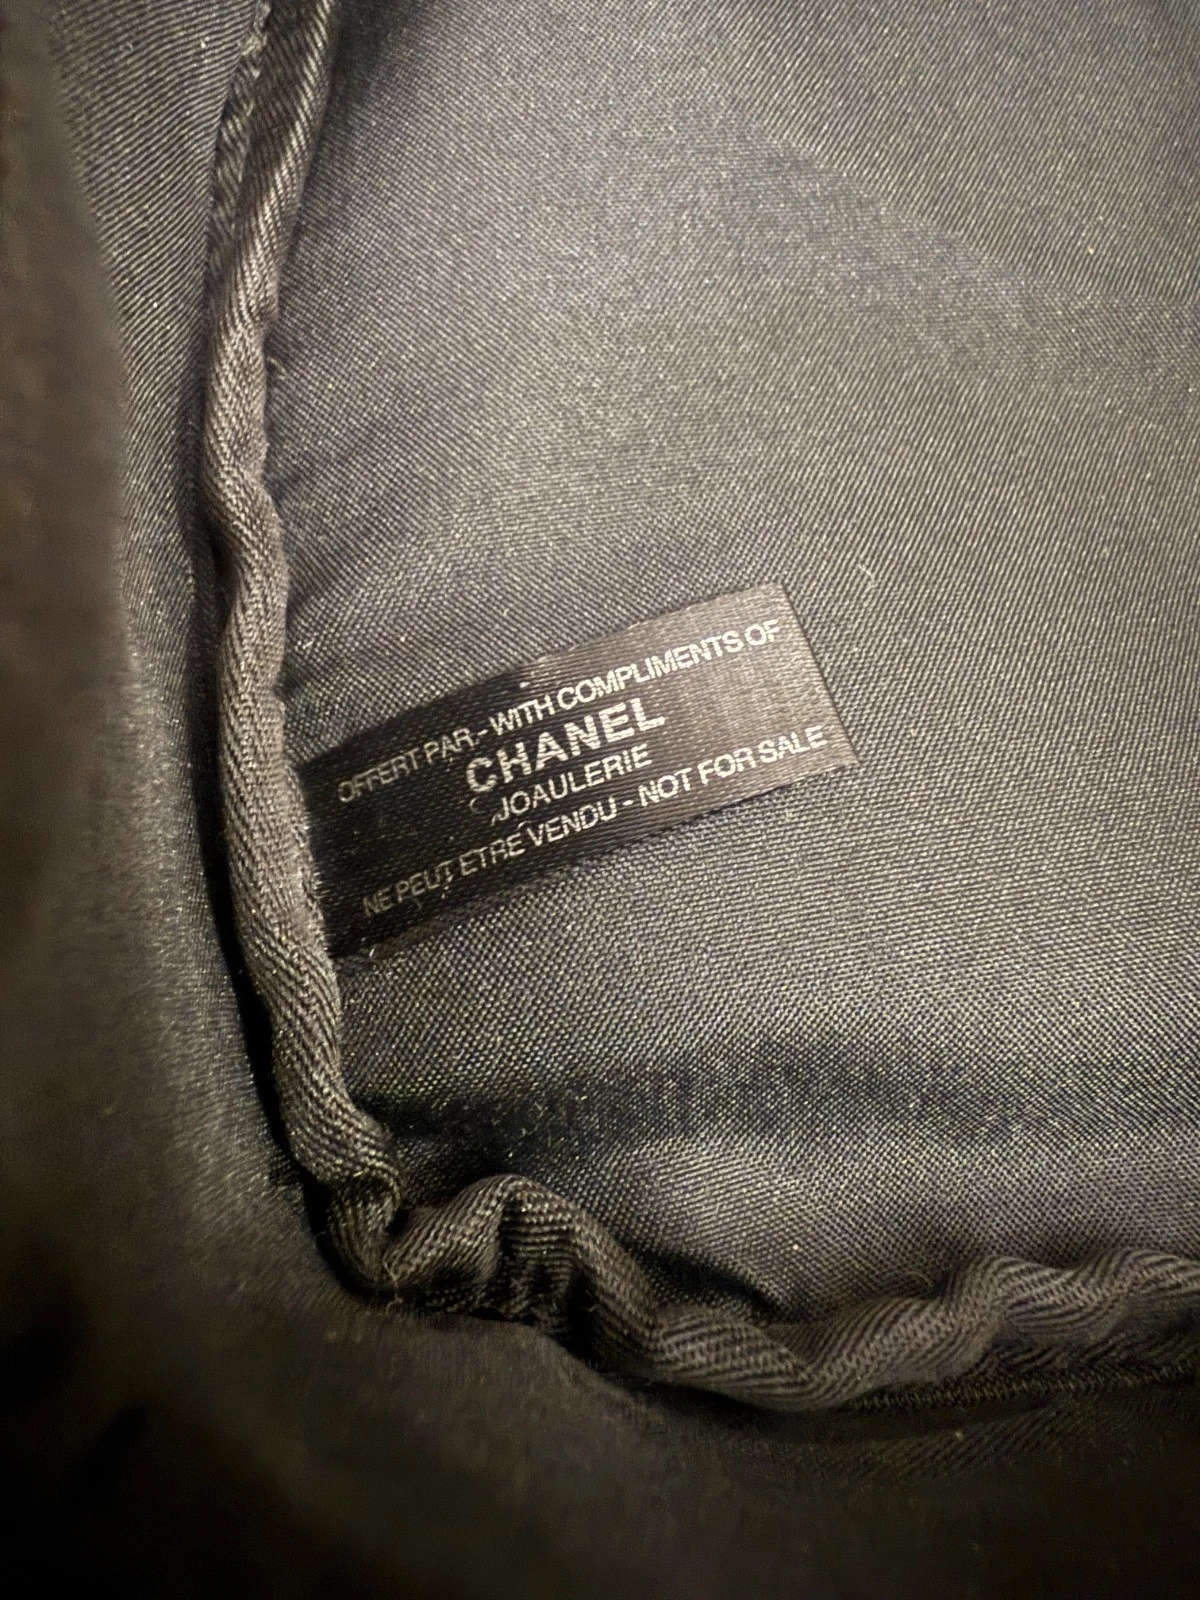 OFFERT PAR.- WITH COMPLIMENTS OF
CHANEL
JOAULERIE
NE PEUT ETRE VENDU - NOT FOR SALE